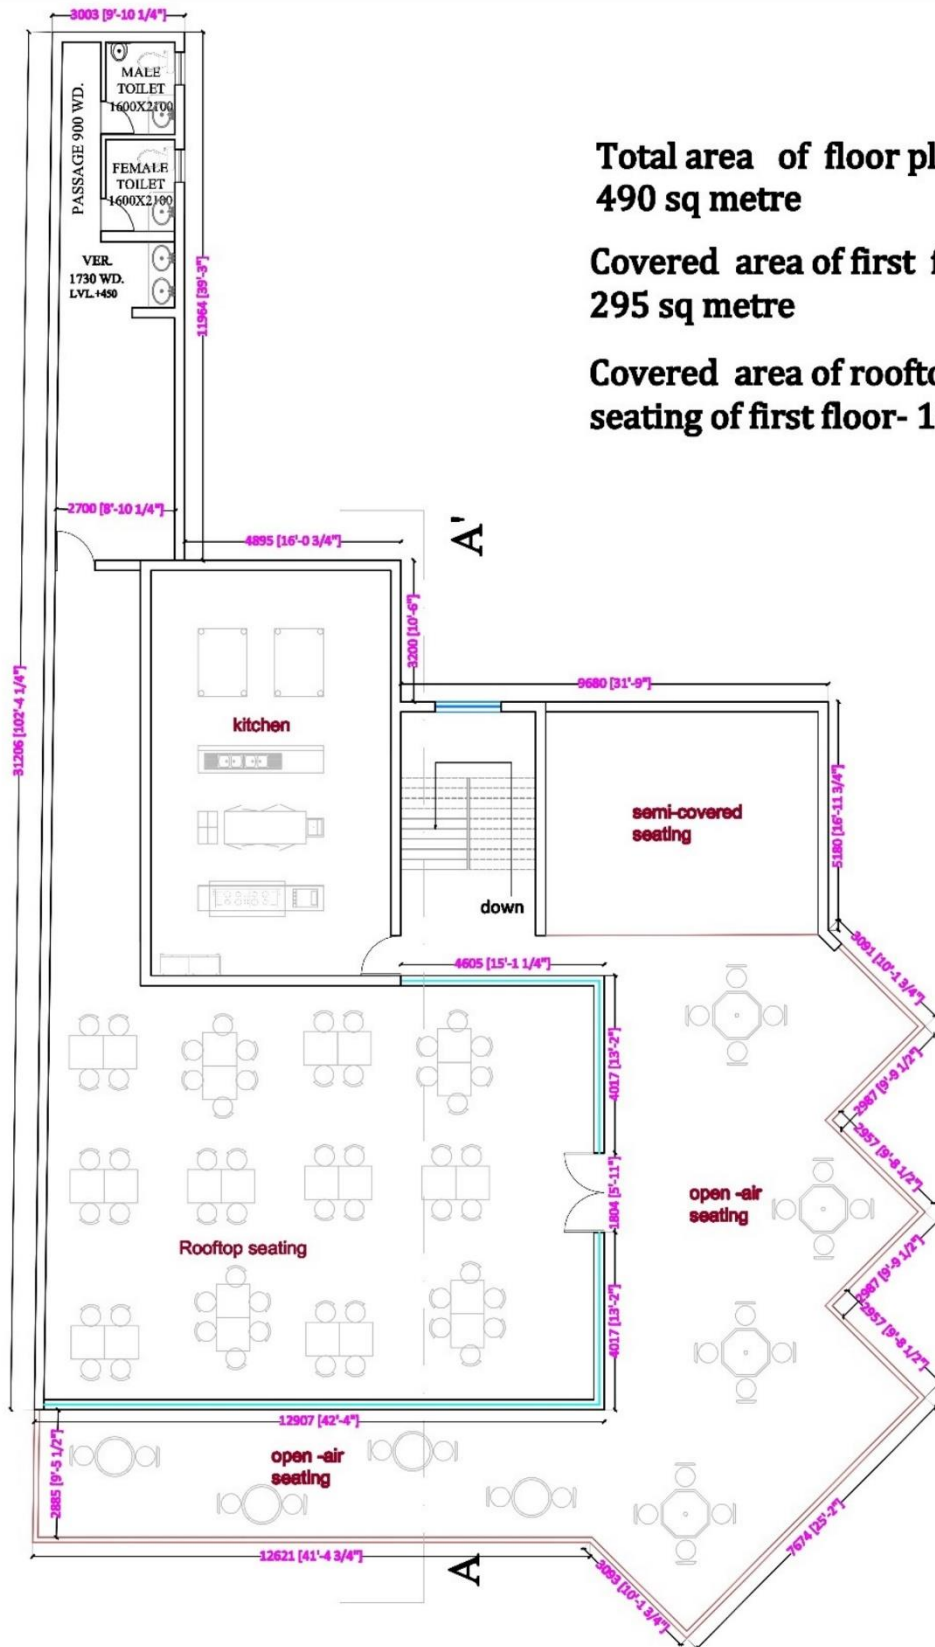 3003 [9'-10 1/4"]
MALE
TOILET
1600X2100
PASSAGE 900 WD.
FEMALE
TOILET
1600X2100
VER.
1730 WD.
LVL.+450
11964 [39'-3"]
Total area of floor
490 sq metre
Covered area of first
295 sq metre
Covered area of
seating of first floor- 1
2700 [8'-10 1/4"]
4895 [16'-0 3/4"]
A'
3200 [10'-6"]
31206 [102'-4 1/4"]
9680 [31'-9"]
kitchen
semi-covered
seating
5180 [16'-11 3/4"]
down
4605 [15'-1 1/4"]
3091 [10'-1 3/4"]
4017 [13'-2"]
2987 [9'-9 1/2"]
2957 [9'-8 1/2"]
1804 [5'-11"]
open -air
seating
Rooftop seating
2987 [9'-9 1/2"]
2957 [9'-8 1/2"]
4017 [13'-2"]
12907 [42'-4"]
open -air
seating
2885 [9'-5 1/2"]
7674 [25'-2"]
12621 [41'-4 3/4"]
A
3093 [10'-1 3/4"]